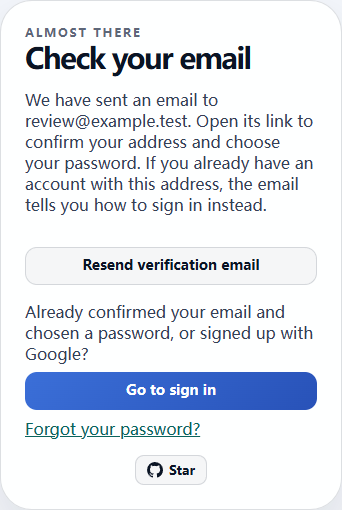 ALMOST THERE
Check your email
We have sent an email to
review@example.test. Open its link to
confirm your address and choose
your password. If you already have an
account with this address, the email
tells you how to sign in instead.
Resend verification email
Already confirmed your email and
chosen a password, or signed up with
Google?
Go to sign in
Forgot your password?
Star